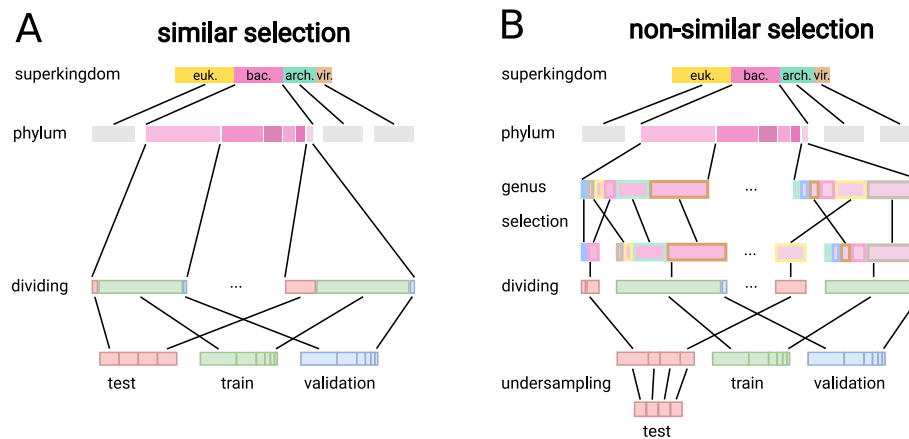 A
similar selection
superkingdom
euk. bac. arch. vir.
phylum
dividing
...
test train validation
B
non-similar selection
superkingdom
euk. bac. arch. vir.
phylum
genus
...
selection
...
dividing
...
undersampling train validation
test